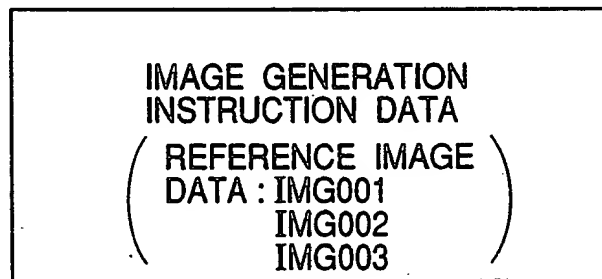 IMAGE GENERATION
INSTRUCTION DATA
REFERENCE IMAGE
DATA : IMG001
IMG002
IMG003